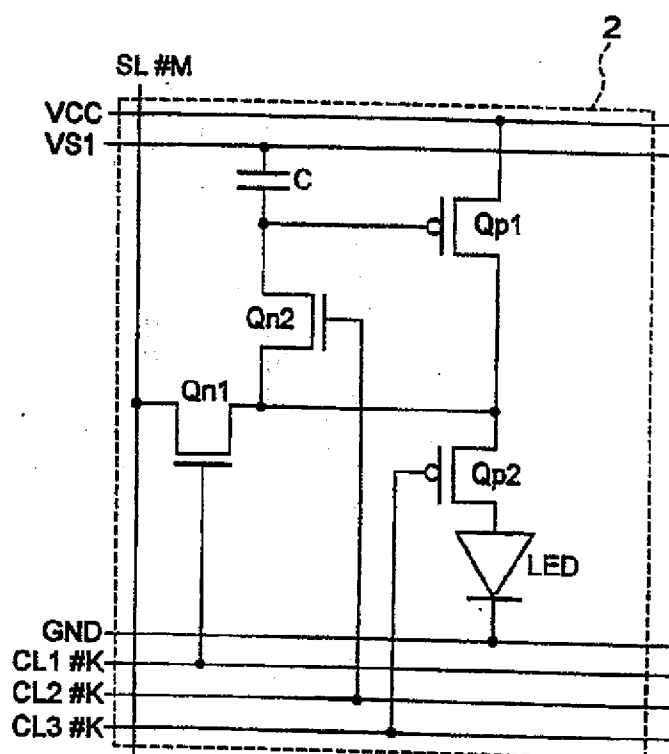 2
SL #M
VCC
VS1
C
Qp1
Qn2
Qn1
Qp2
LED
GND
CL1 #K
CL2 #K
CL3 #K